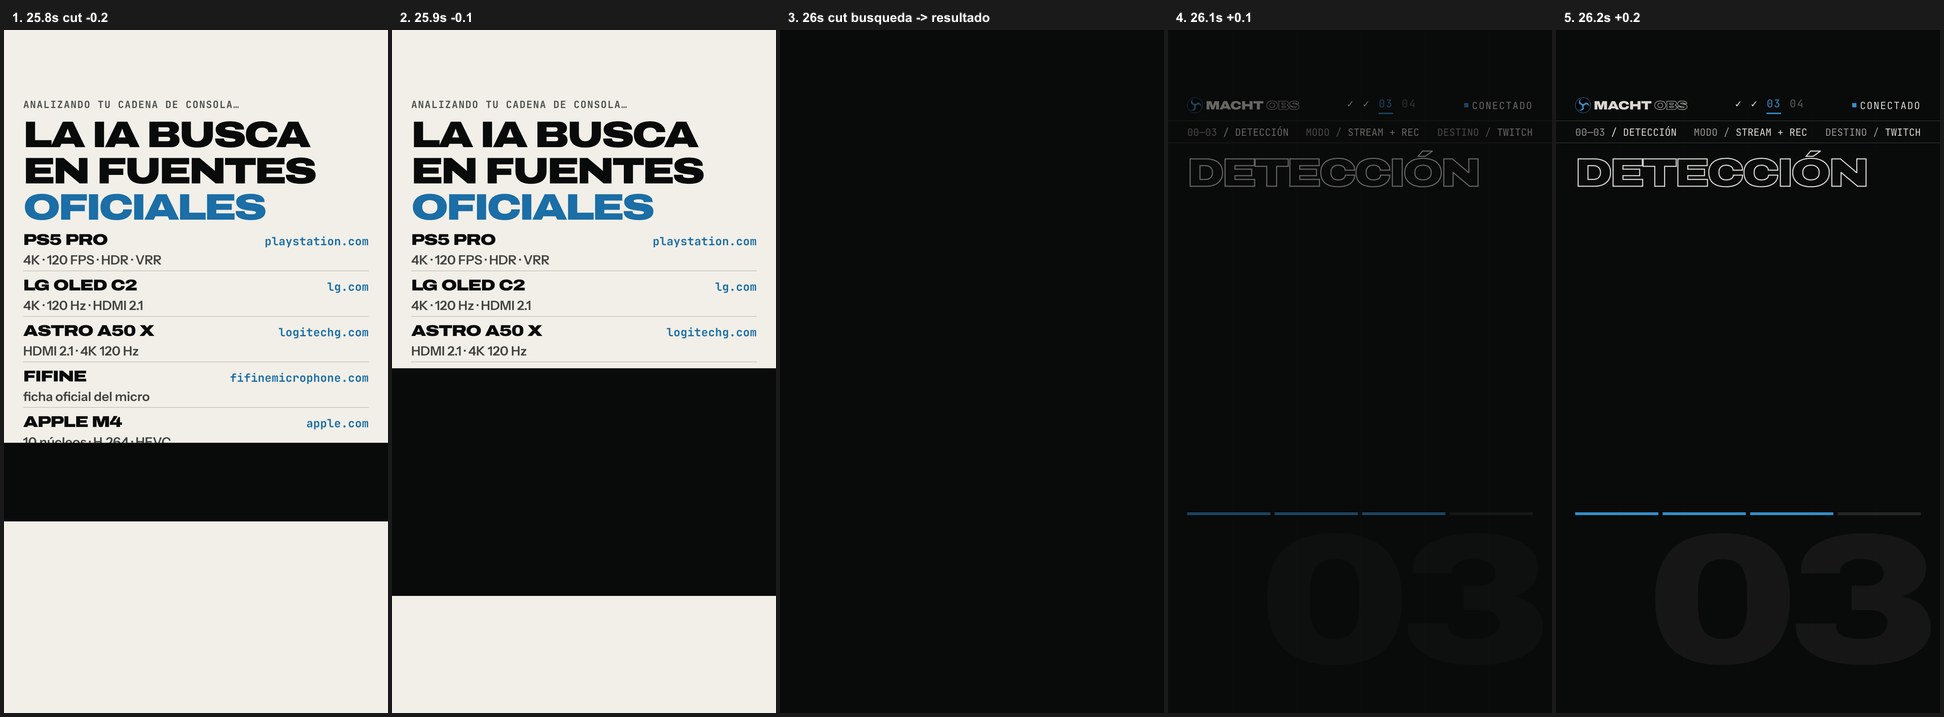 1. 25.8s cut -0.2
ANALIZANDO TU CADENA DE CONSOLA…
LA IA BUSCA
EN FUENTES
OFICIALES
PS5 PRO playstation.com
4K · 120 FPS · HDR · VRR
LG OLED C2 lg.com
4K · 120 Hz · HDMI 2.1
ASTRO A50 X logitechg.com
HDMI 2.1 · 4K 120 Hz
FIFINE fifinemicrophone.com
ficha oficial del micro
APPLE M4 apple.com
10 núcleos · H.264 · HEVC
2. 25.9s -0.1
ANALIZANDO TU CADENA DE CONSOLA…
LA IA BUSCA
EN FUENTES
OFICIALES
PS5 PRO playstation.com
4K · 120 FPS · HDR · VRR
LG OLED C2 lg.com
4K · 120 Hz · HDMI 2.1
ASTRO A50 X logitechg.com
HDMI 2.1 · 4K 120 Hz
3. 26s cut busqueda -> resultado
4. 26.1s +0.1
MACHT OBS ✓ ✓ 03 04 CONECTADO
00—03 / DETECCIÓN MODO / STREAM + REC DESTINO / TWITCH
DETECCIÓN
03
5. 26.2s +0.2
MACHT OBS ✓ ✓ 03 04 CONECTADO
00—03 / DETECCIÓN MODO / STREAM + REC DESTINO / TWITCH
DETECCIÓN
03